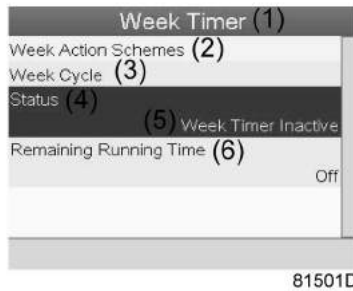 Week Timer (1)
Week Action Schemes (2)
Week Cycle (3)
Status (4)
(5) Week Timer Inactive
Remaining Running Time (6)
Off
81501D